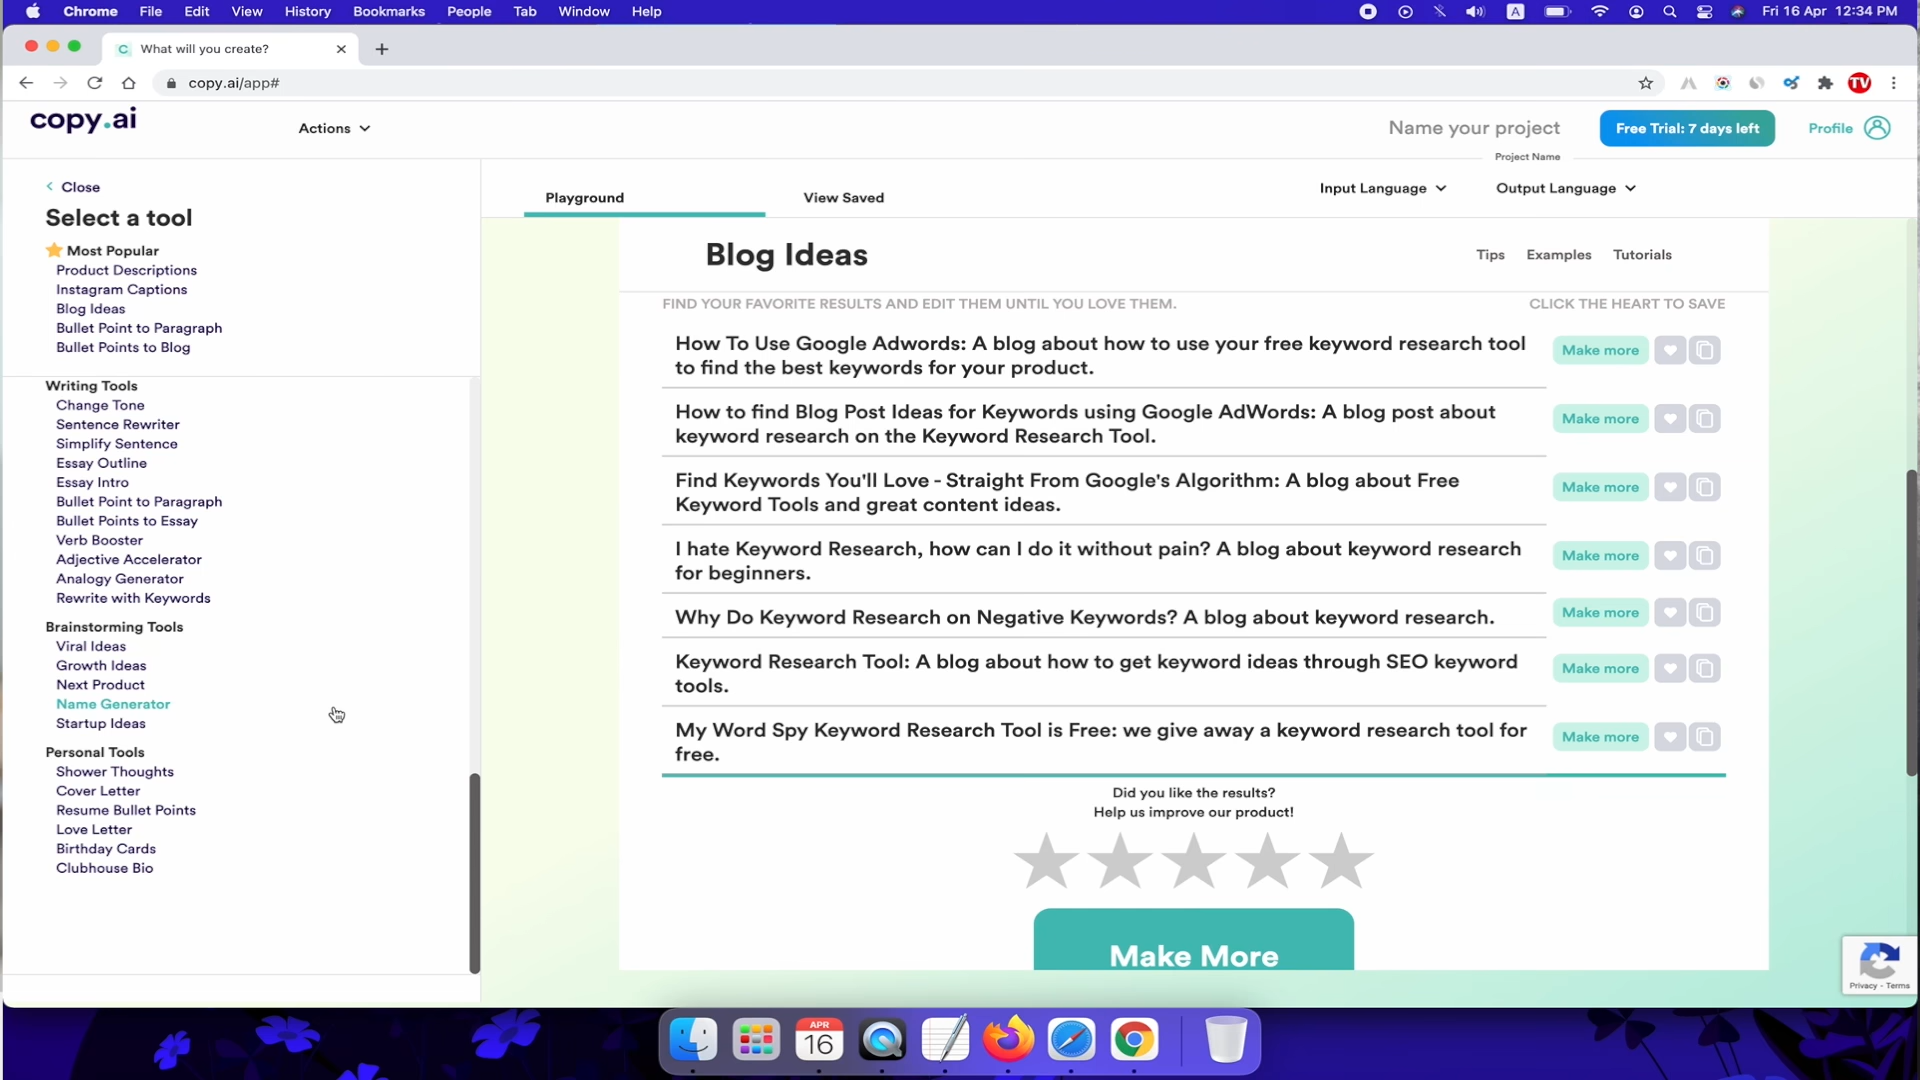 Chrome File Edit View History Bookmarks People Tab Window Help
A
Fri 16 Apr 12:34 PM
C What will you create?
copy.ai/app#
TV
copy.ai
Actions
Name your project
Free Trial: 7 days left
Profile
Project Name
Close
Select a tool
Most Popular
Product Descriptions
Instagram Captions
Blog Ideas
Bullet Point to Paragraph
Bullet Points to Blog
Writing Tools
Change Tone
Sentence Rewriter
Simplify Sentence
Essay Outline
Essay Intro
Bullet Point to Paragraph
Bullet Points to Essay
Verb Booster
Adjective Accelerator
Analogy Generator
Rewrite with Keywords
Brainstorming Tools
Viral Ideas
Growth Ideas
Next Product
Name Generator
Startup Ideas
Personal Tools
Shower Thoughts
Cover Letter
Resume Bullet Points
Love Letter
Birthday Cards
Clubhouse Bio
Playground
View Saved
Input Language
Output Language
Blog Ideas
Tips
Examples
Tutorials
FIND YOUR FAVORITE RESULTS AND EDIT THEM UNTIL YOU LOVE THEM.
CLICK THE HEART TO SAVE
How To Use Google Adwords: A blog about how to use your free keyword research tool
to find the best keywords for your product.
Make more
How to find Blog Post Ideas for Keywords using Google AdWords: A blog post about
keyword research on the Keyword Research Tool.
Make more
Find Keywords You'll Love - Straight From Google's Algorithm: A blog about Free
Keyword Tools and great content ideas.
Make more
I hate Keyword Research, how can I do it without pain? A blog about keyword research
for beginners.
Make more
Why Do Keyword Research on Negative Keywords? A blog about keyword research.
Make more
Keyword Research Tool: A blog about how to get keyword ideas through SEO keyword
tools.
Make more
My Word Spy Keyword Research Tool is Free: we give away a keyword research tool for
free.
Make more
Did you like the results?
Help us improve our product!
Make More
Privacy - Terms
APR
16